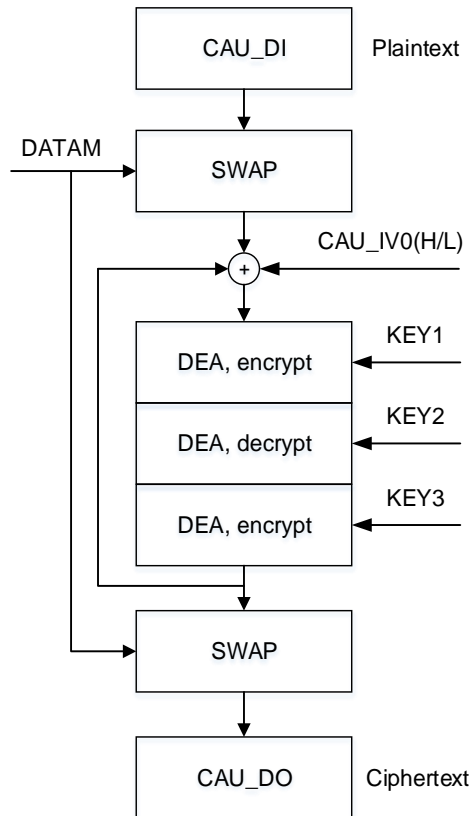 CAU_DI
Plaintext
DATAM
SWAP
CAU_IV0(H/L)
+
KEY1
DEA, encrypt
KEY2
DEA, decrypt
KEY3
DEA, encrypt
SWAP
CAU_DO
Ciphertext